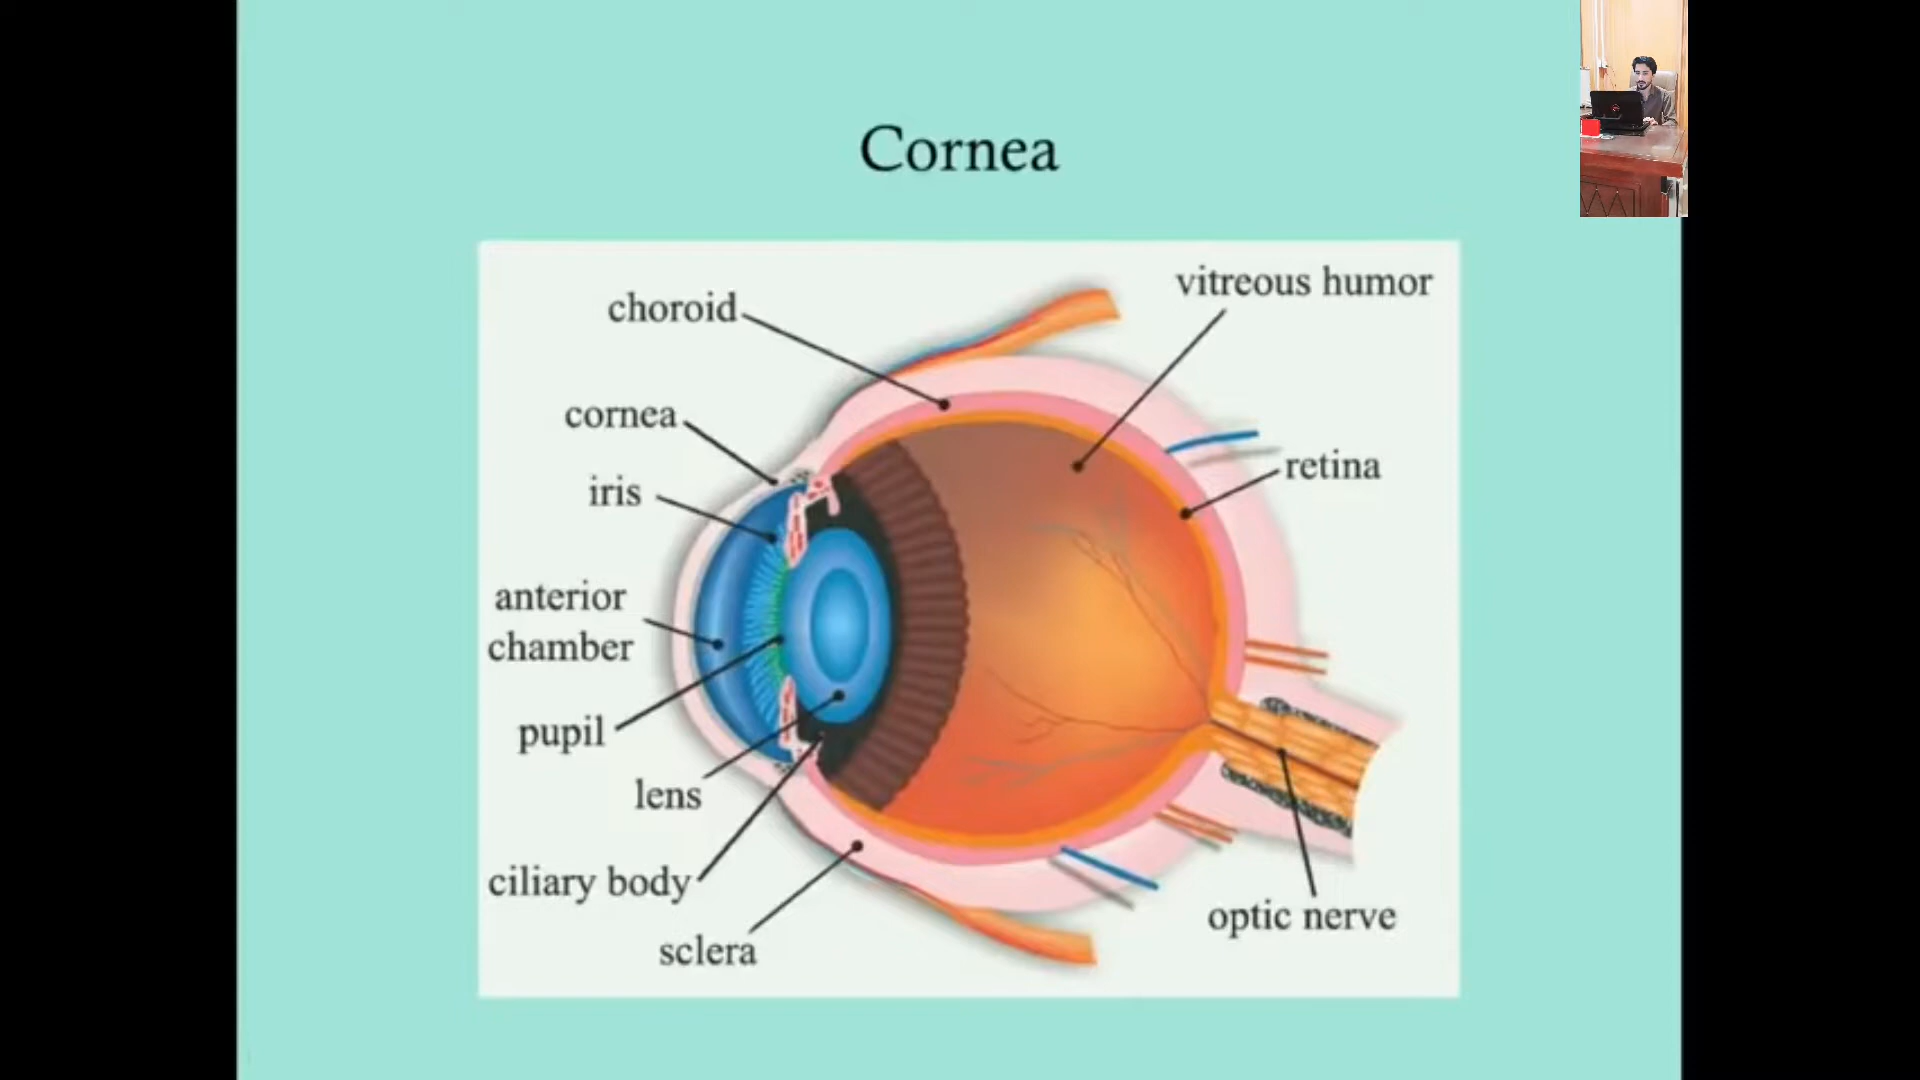 Cornea
choroid
vitreous humor
cornea
retina
iris
anterior
chamber
pupil
lens
ciliary body
optic nerve
sclera